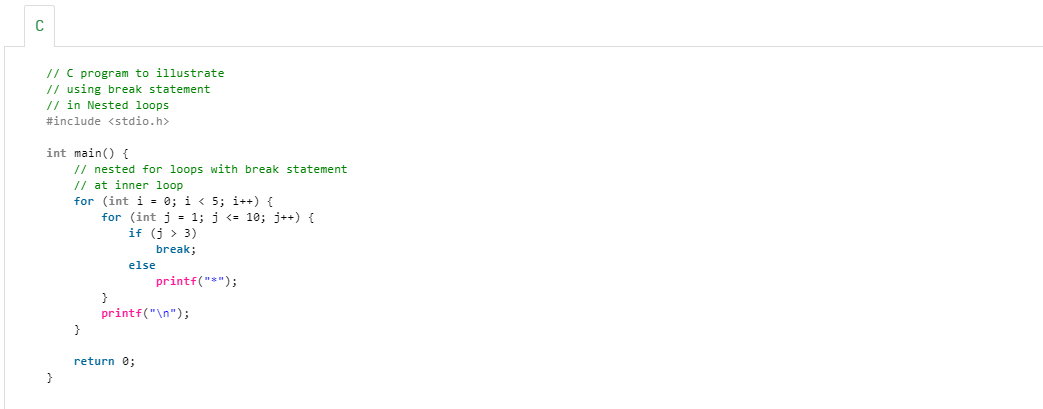 C
// C program to illustrate
// using break statement
// in Nested loops
#include <stdio.h>
int main() {
    // nested for loops with break statement
    // at inner loop
    for (int i = 0; i < 5; i++) {
        for (int j = 1; j <= 10; j++) {
            if (j > 3)
                break;
            else
                printf("*");
        }
        printf("\n");
    }
    return 0;
}